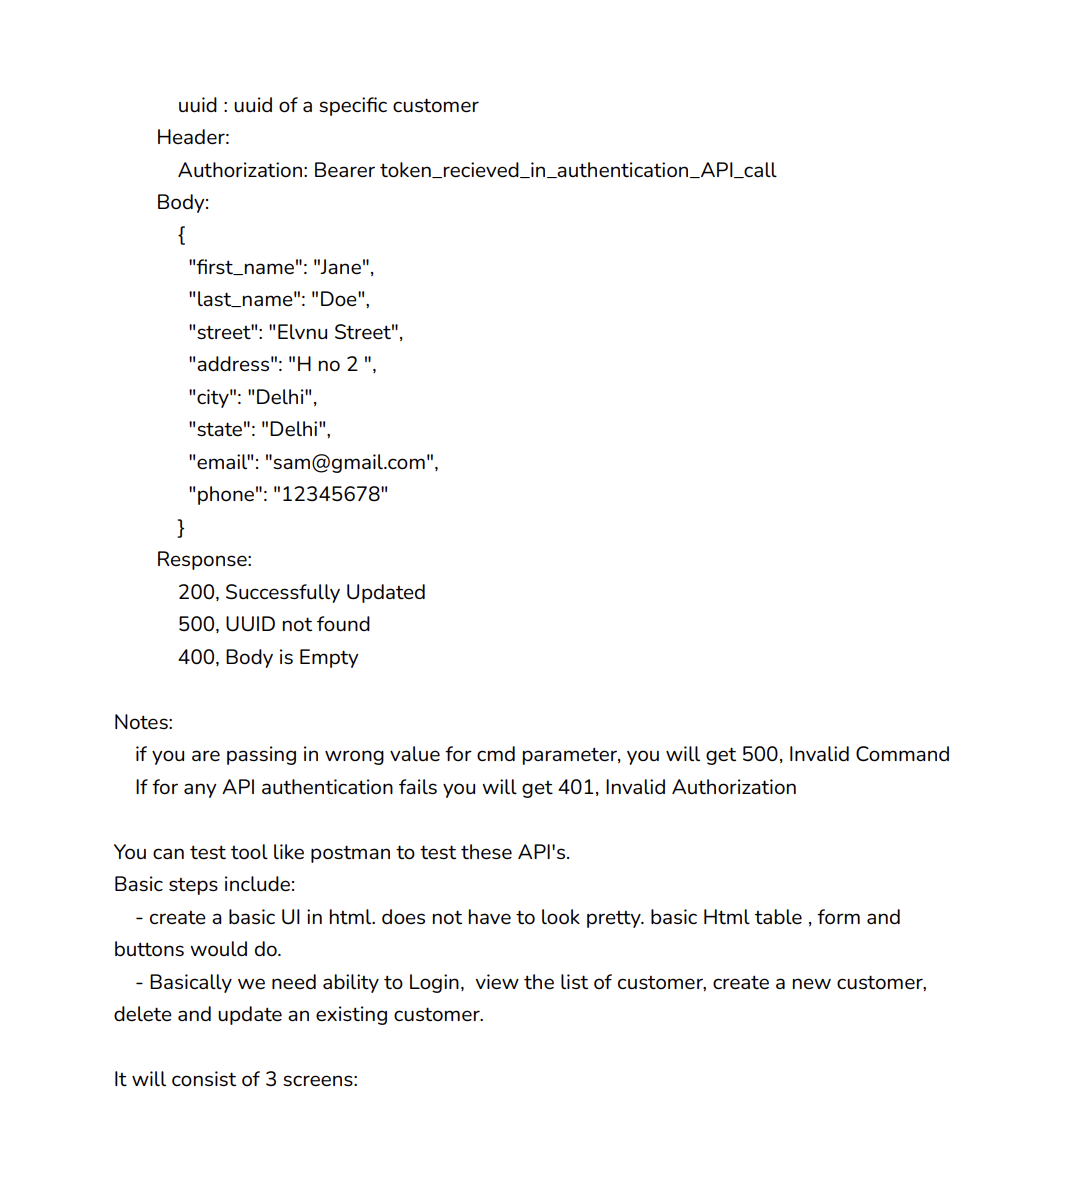 uuid : uuid of a specific customer
Header:
Authorization: Bearer token_recieved_in_authentication_API_call
Body:
{
"first_name": "Jane",
"last_name": "Doe",
"street": "Elvnu Street",
"address": "H no 2 ",
"city": "Delhi",
"state": "Delhi",
"email": "sam@gmail.com",
"phone": "12345678"
}
Response:
200, Successfully Updated
500, UUID not found
400, Body is Empty
Notes:
if you are passing in wrong value for cmd parameter, you will get 500, Invalid Command
If for any API authentication fails you will get 401, Invalid Authorization
You can test tool like postman to test these API's.
Basic steps include:
- create a basic UI in html. does not have to look pretty. basic Html table , form and
buttons would do.
- Basically we need ability to Login,  view the list of customer, create a new customer,
delete and update an existing customer.
It will consist of 3 screens: